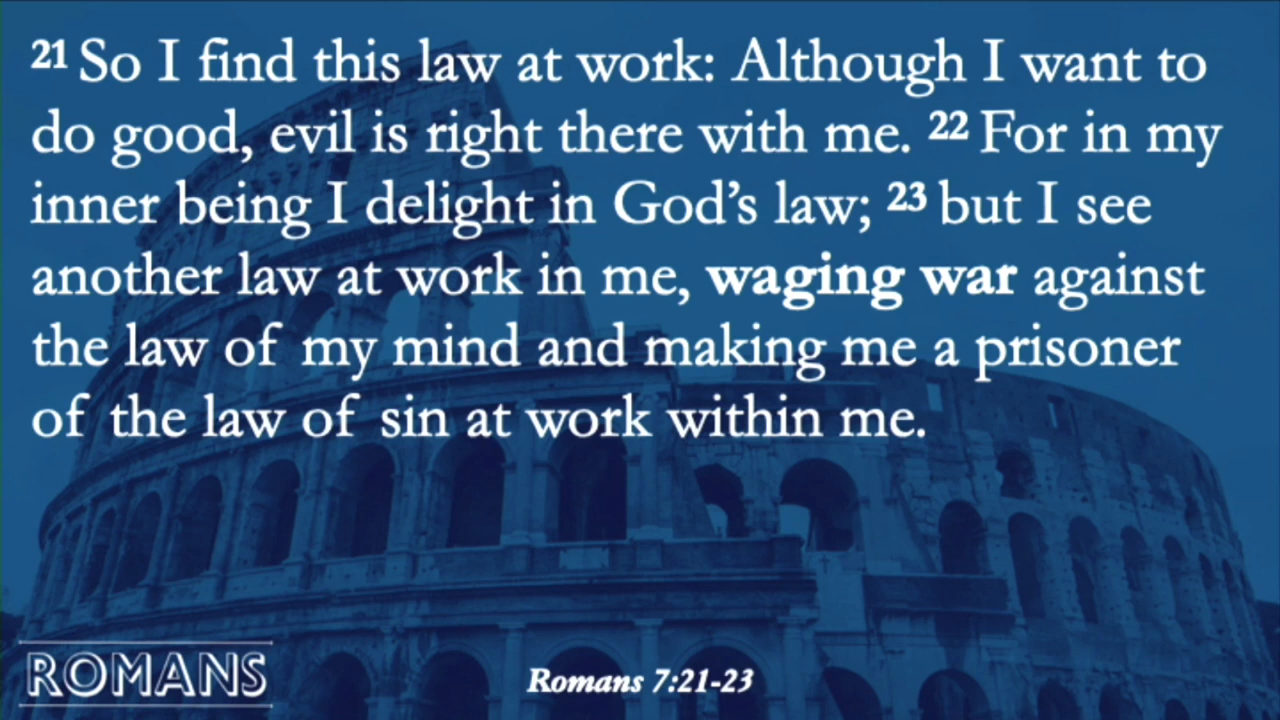 21 So I find this law at work: Although I want to
do good, evil is right there with me. 22 For in my
inner being I delight in God’s law; 23 but I see
another law at work in me, waging war against
the law of my mind and making me a prisoner
of the law of sin at work within me.
ROMANS
Romans 7:21-23